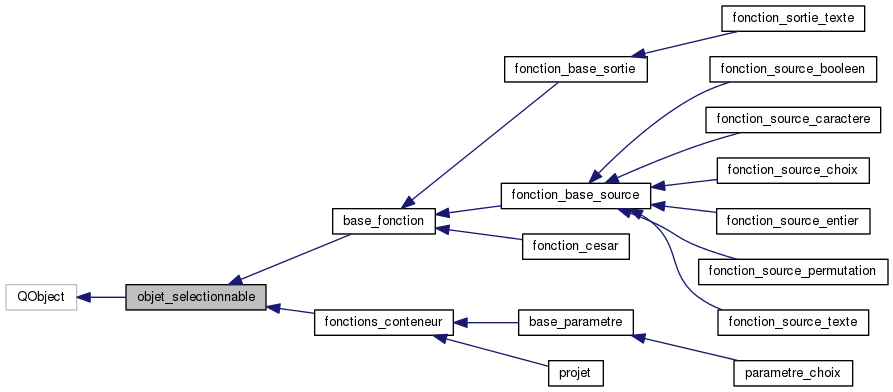 fonction_sortie_texte
fonction_base_sortie
fonction_source_booleen
fonction_source_caractere
fonction_source_choix
fonction_base_source
base_fonction
fonction_source_entier
fonction_cesar
fonction_source_permutation
QObject
objet_selectionnable
fonctions_conteneur
base_parametre
fonction_source_texte
projet
parametre_choix